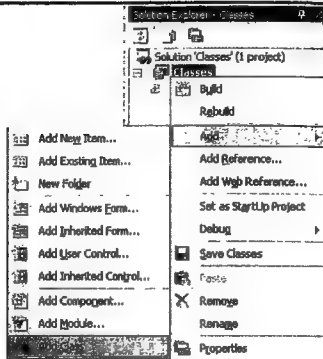 Solution Explorer - Classes
Solution 'Classes' (1 project)
Classes
Build
Rebuild
Add
Add Reference...
Add Web Reference...
Set as StartUp Project
Debug
Save Classes
Paste
Remove
Rename
Properties
Add New Item...
Add Existing Item...
New Folder
Add Windows Form...
Add Inherited Form...
Add User Control...
Add Inherited Control...
Add Component...
Add Module...
Add Class...